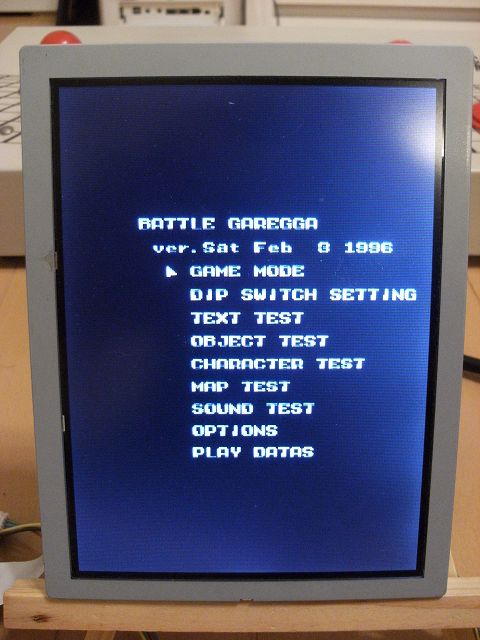 BATTLE GAREGGA
ver.Sat Feb 3 1996
GAME MODE
DIP SWITCH SETTING
TEXT TEST
OBJECT TEST
CHARACTER TEST
MAP TEST
SOUND TEST
OPTIONS
PLAY DATAS